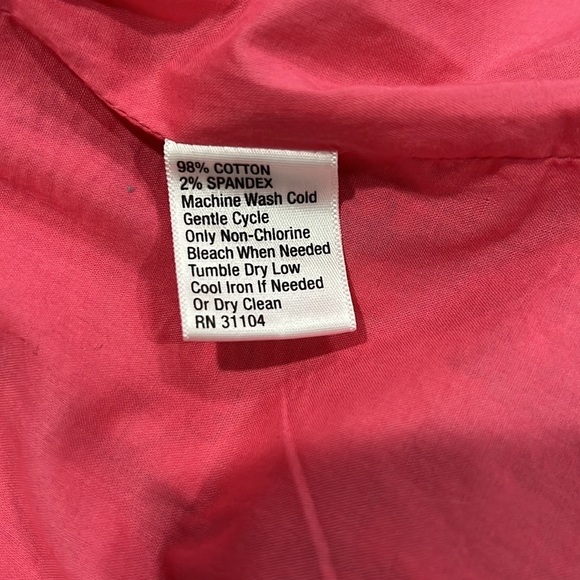 98% COTTON
2% SPANDEX
Machine Wash Cold
Gentle Cycle
Only Non-Chlorine
Bleach When Needed
Tumble Dry Low
Cool Iron If Needed
Or Dry Clean
RN 31104